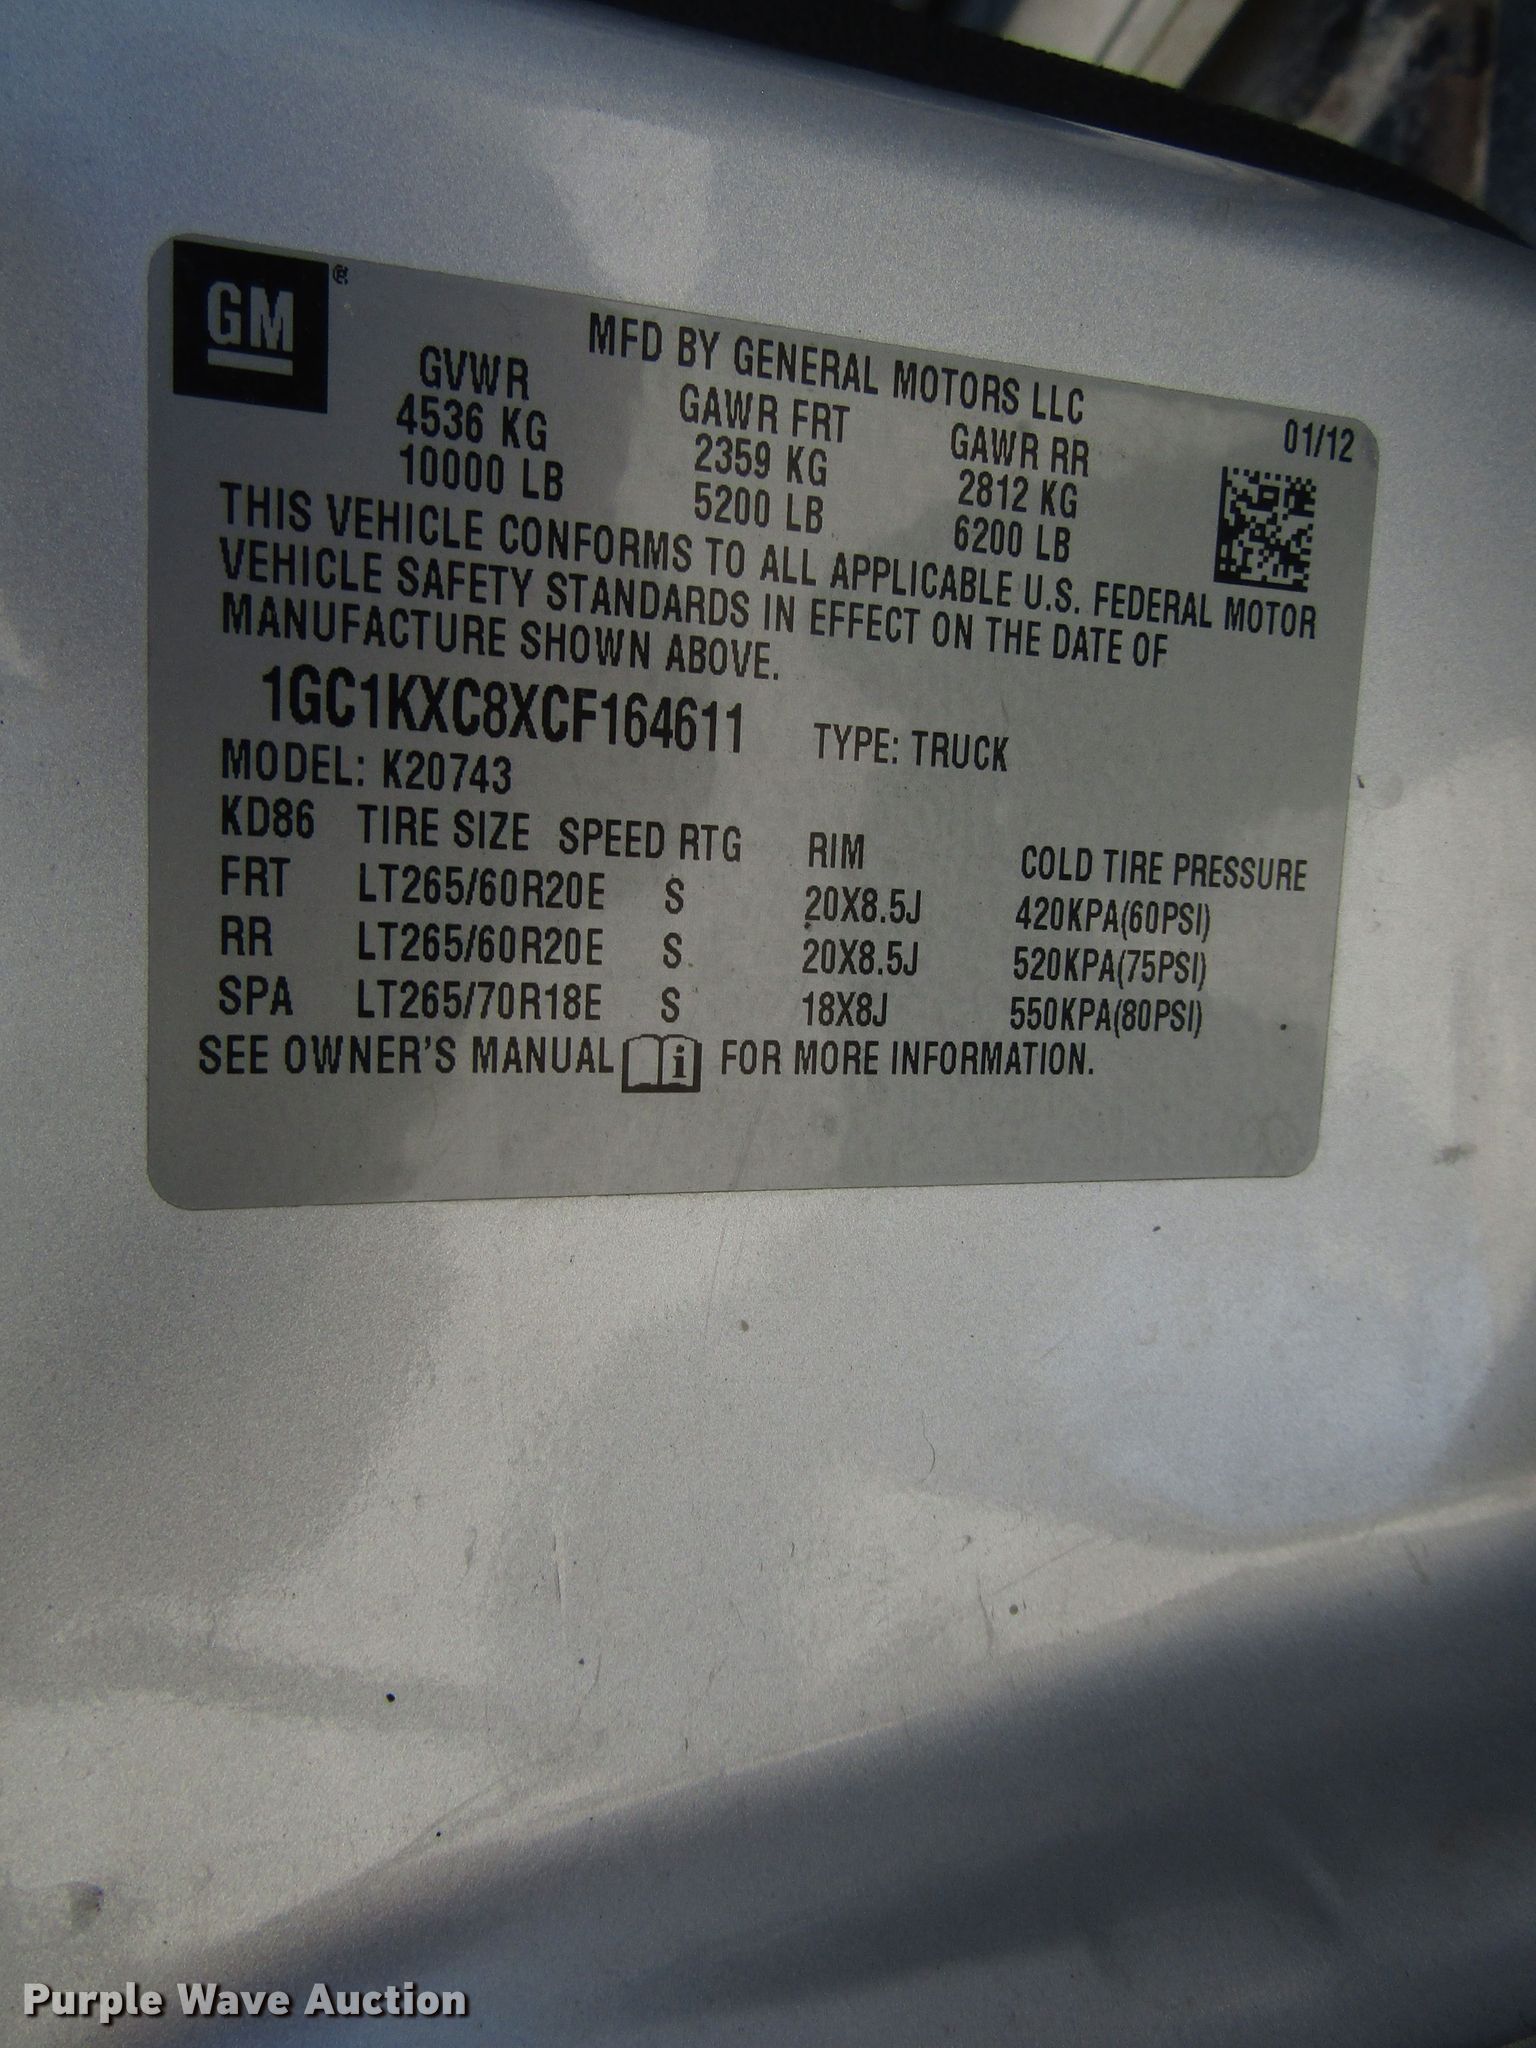 GM ®
MFD BY GENERAL MOTORS LLC
GVWR GAWR FRT GAWR RR 01/12
4536 KG 2359 KG 2812 KG
10000 LB 5200 LB 6200 LB
THIS VEHICLE CONFORMS TO ALL APPLICABLE U.S. FEDERAL MOTOR
VEHICLE SAFETY STANDARDS IN EFFECT ON THE DATE OF
MANUFACTURE SHOWN ABOVE.
1GC1KXC8XCF164611 TYPE: TRUCK
MODEL: K20743
KD86 TIRE SIZE SPEED RTG RIM COLD TIRE PRESSURE
FRT LT265/60R20E S 20X8.5J 420KPA(60PSI)
RR LT265/60R20E S 20X8.5J 520KPA(75PSI)
SPA LT265/70R18E S 18X8J 550KPA(80PSI)
SEE OWNER'S MANUAL i FOR MORE INFORMATION.
Purple Wave Auction